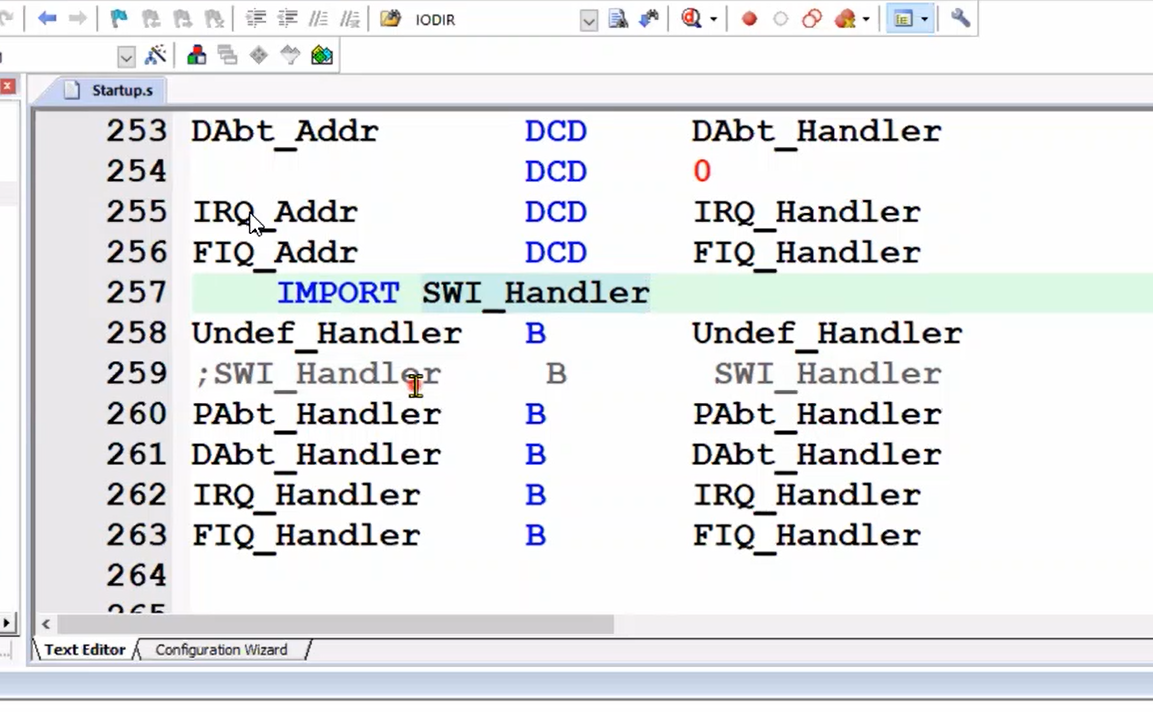 IODIR
Startup.s
253 DAbt_Addr DCD DAbt_Handler
254 DCD 0
255 IRQ_Addr DCD IRQ_Handler
256 FIQ_Addr DCD FIQ_Handler
257 IMPORT SWI_Handler
258 Undef_Handler B Undef_Handler
259 ;SWI_Handler B SWI_Handler
260 PAbt_Handler B PAbt_Handler
261 DAbt_Handler B DAbt_Handler
262 IRQ_Handler B IRQ_Handler
263 FIQ_Handler B FIQ_Handler
264
265
Text Editor Configuration Wizard